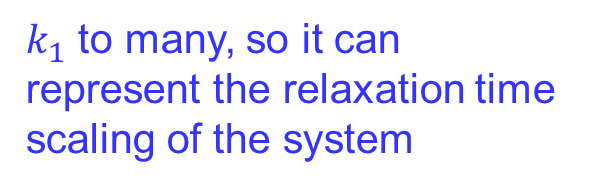 k₁ to many, so it can
represent the relaxation time
scaling of the system